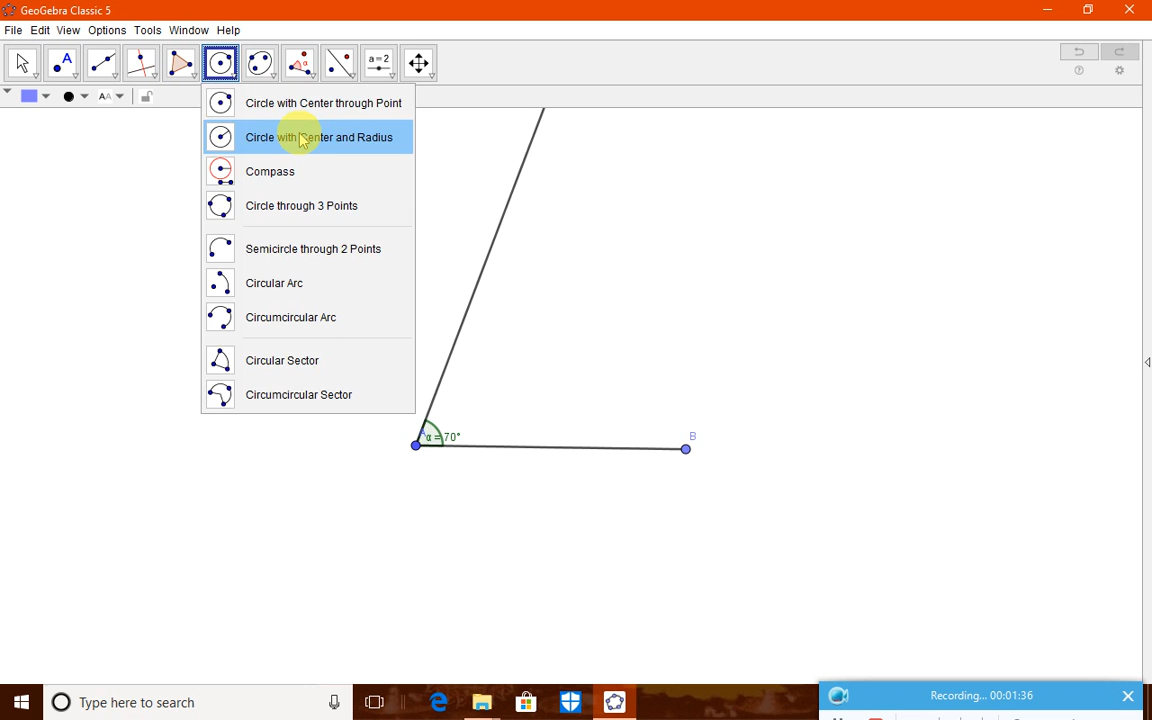 GeoGebra Classic 5
File Edit View Options Tools Window Help
A
α
a = 2
AA
Circle with Center through Point
Circle with Center and Radius
Compass
Circle through 3 Points
Semicircle through 2 Points
Circular Arc
Circumcircular Arc
Circular Sector
Circumcircular Sector
A
α = 70°
B
Type here to search
Recording... 00:01:36